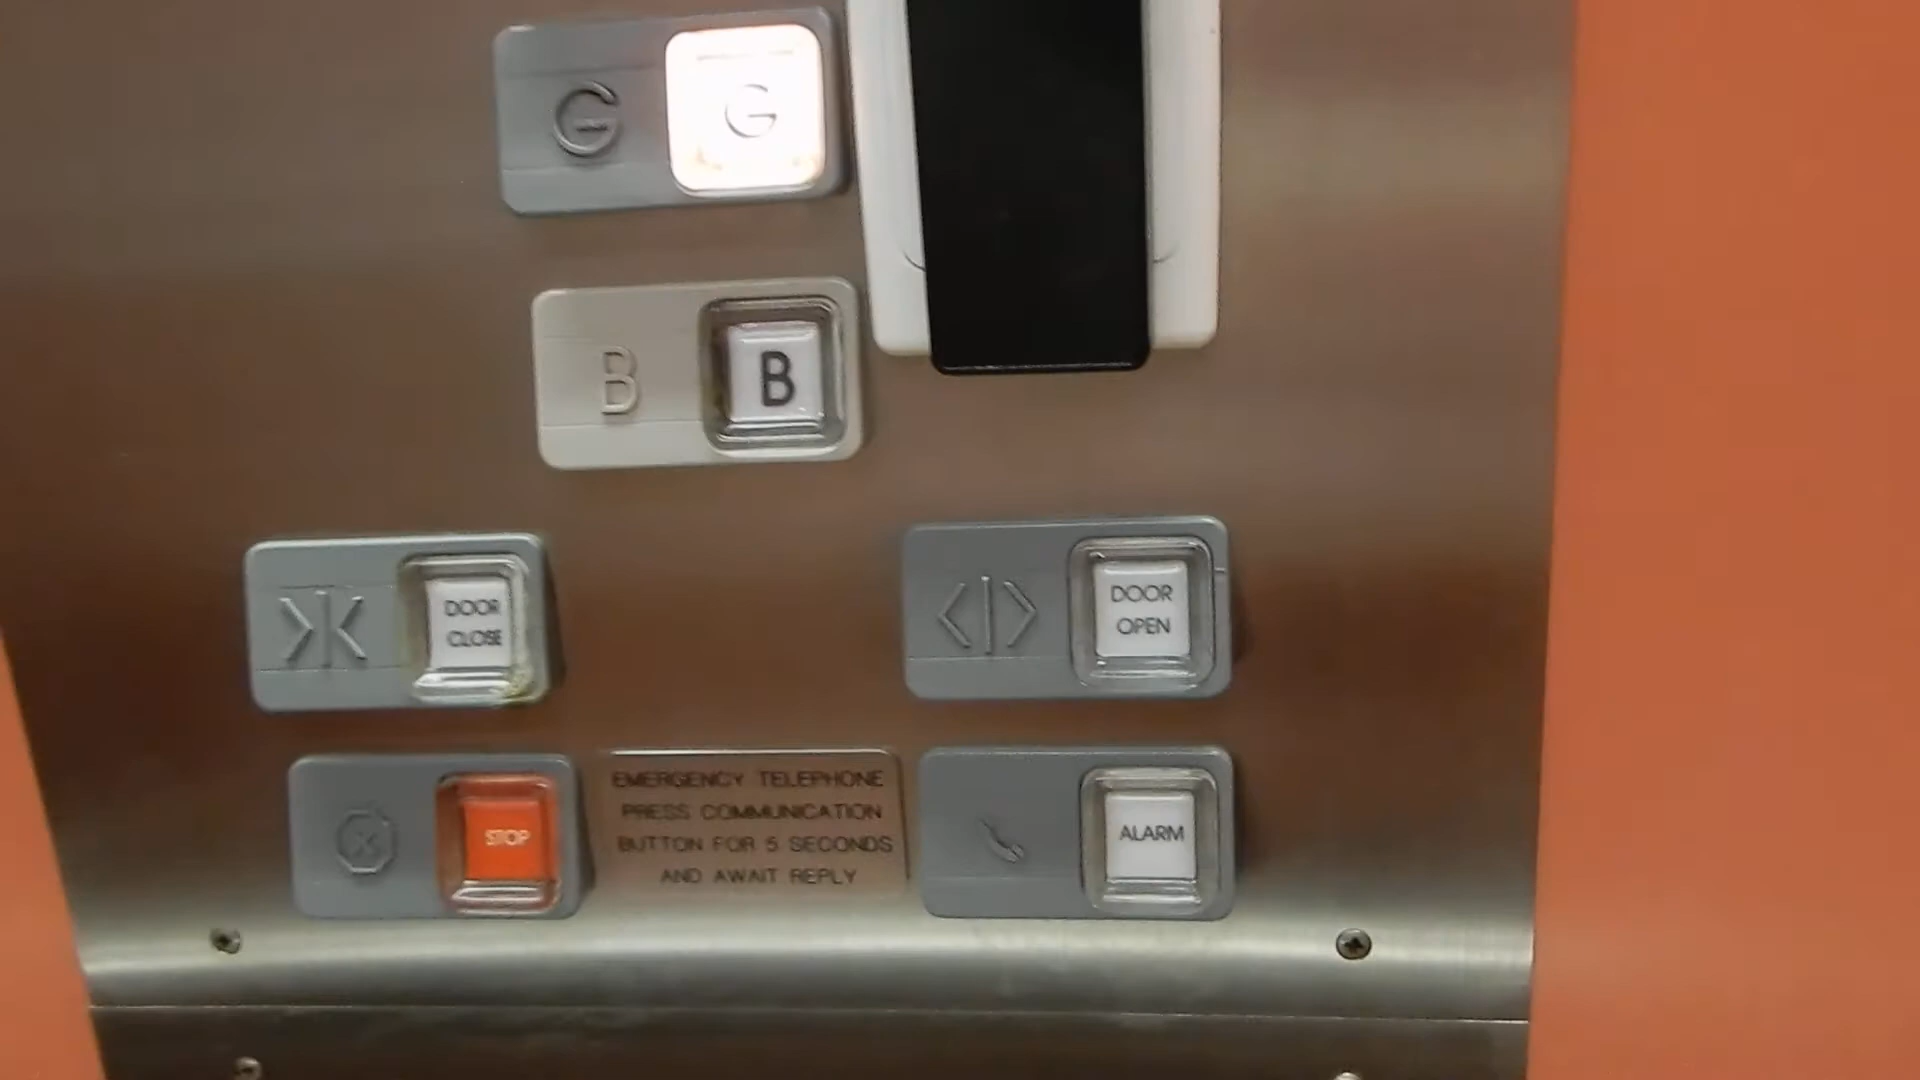 G G
B B
DOOR
CLOSE
DOOR
OPEN
STOP
EMERGENCY TELEPHONE
PRESS COMMUNICATION
BUTTON FOR 5 SECONDS
AND AWAIT REPLY
ALARM